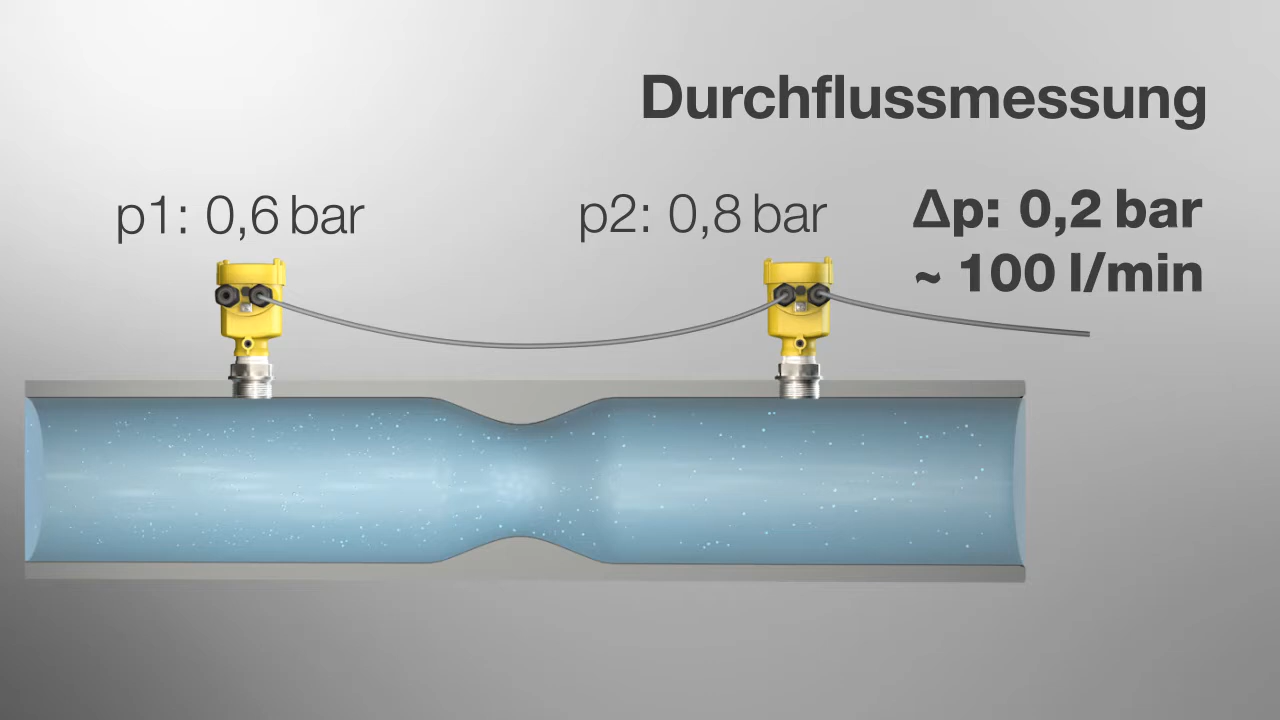 Durchflussmessung
p1: 0,6 bar
p2: 0,8 bar
Δp: 0,2 bar
~ 100 l/min